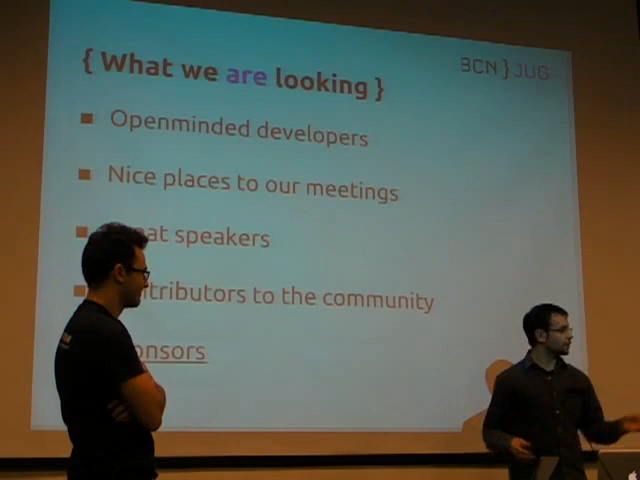 { What we are looking }
BCN } JUG
Openminded developers
Nice places to our meetings
speakers
to the community